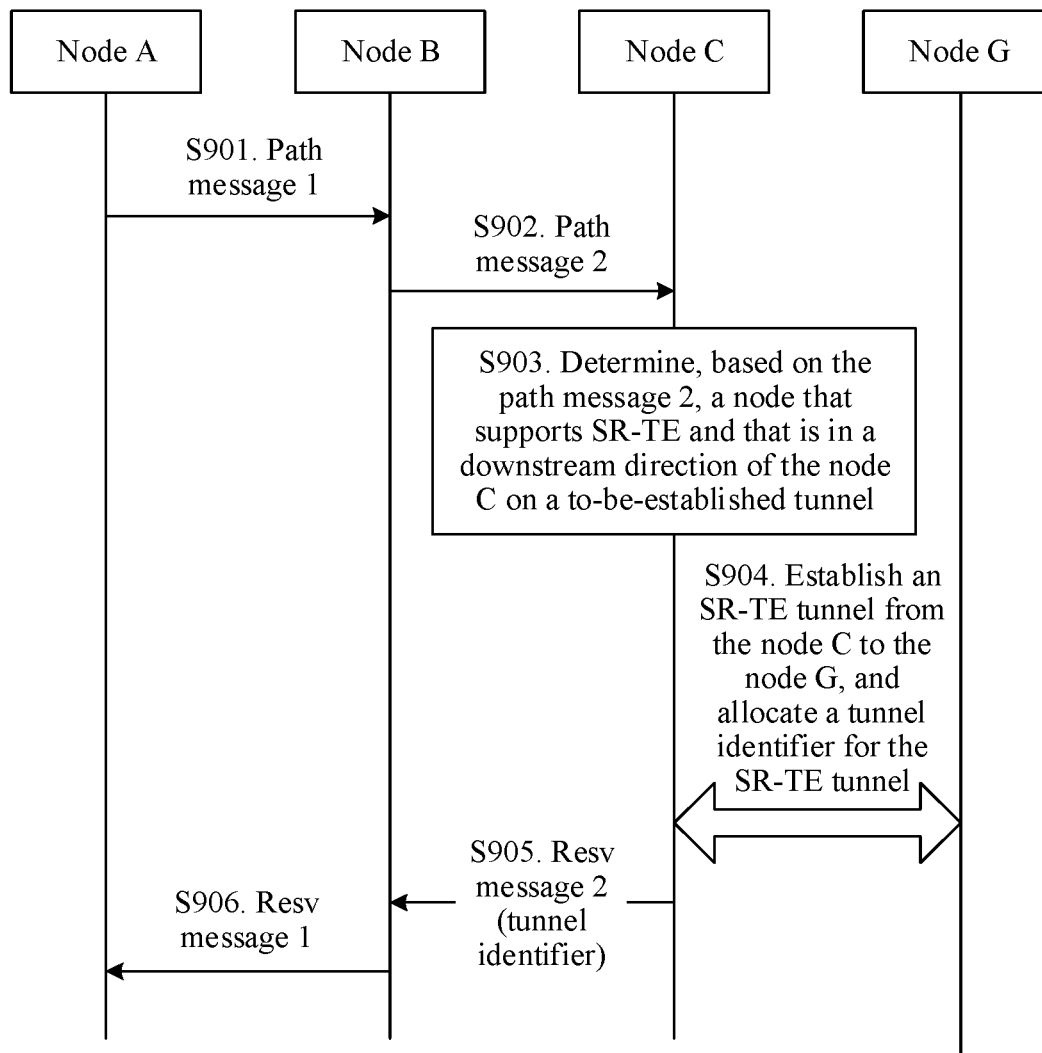 Node A
Node B
Node C
Node G
S901. Path
message 1
S902. Path
message 2
S903. Determine, based on the
path message 2, a node that
supports SR-TE and that is in a
downstream direction of the node
C on a to-be-established tunnel
S904. Establish an
SR-TE tunnel from
the node C to the
node G, and
allocate a tunnel
identifier for the
SR-TE tunnel
S905. Resv
message 2
(tunnel
identifier)
S906. Resv
message 1